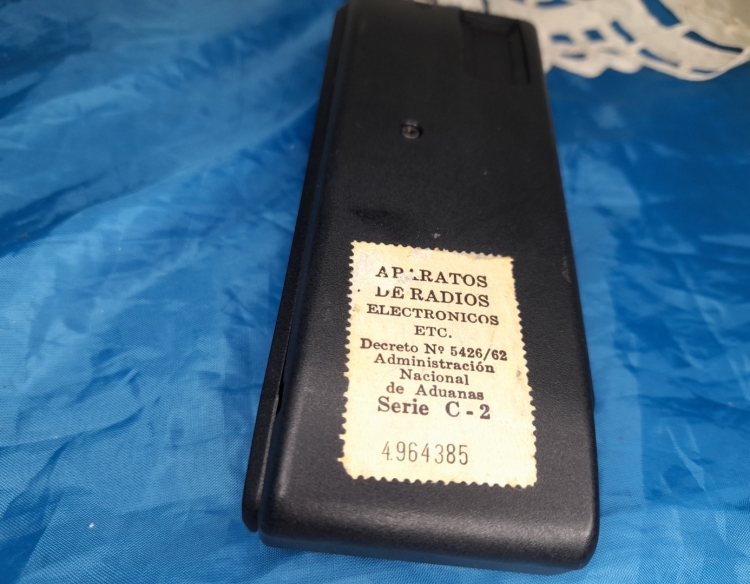 APARATOS
DE RADIOS
ELECTRONICOS
ETC.
Decreto Nº 5426/62
Administración
Nacional
de Aduanas
Serie C-2
4964385